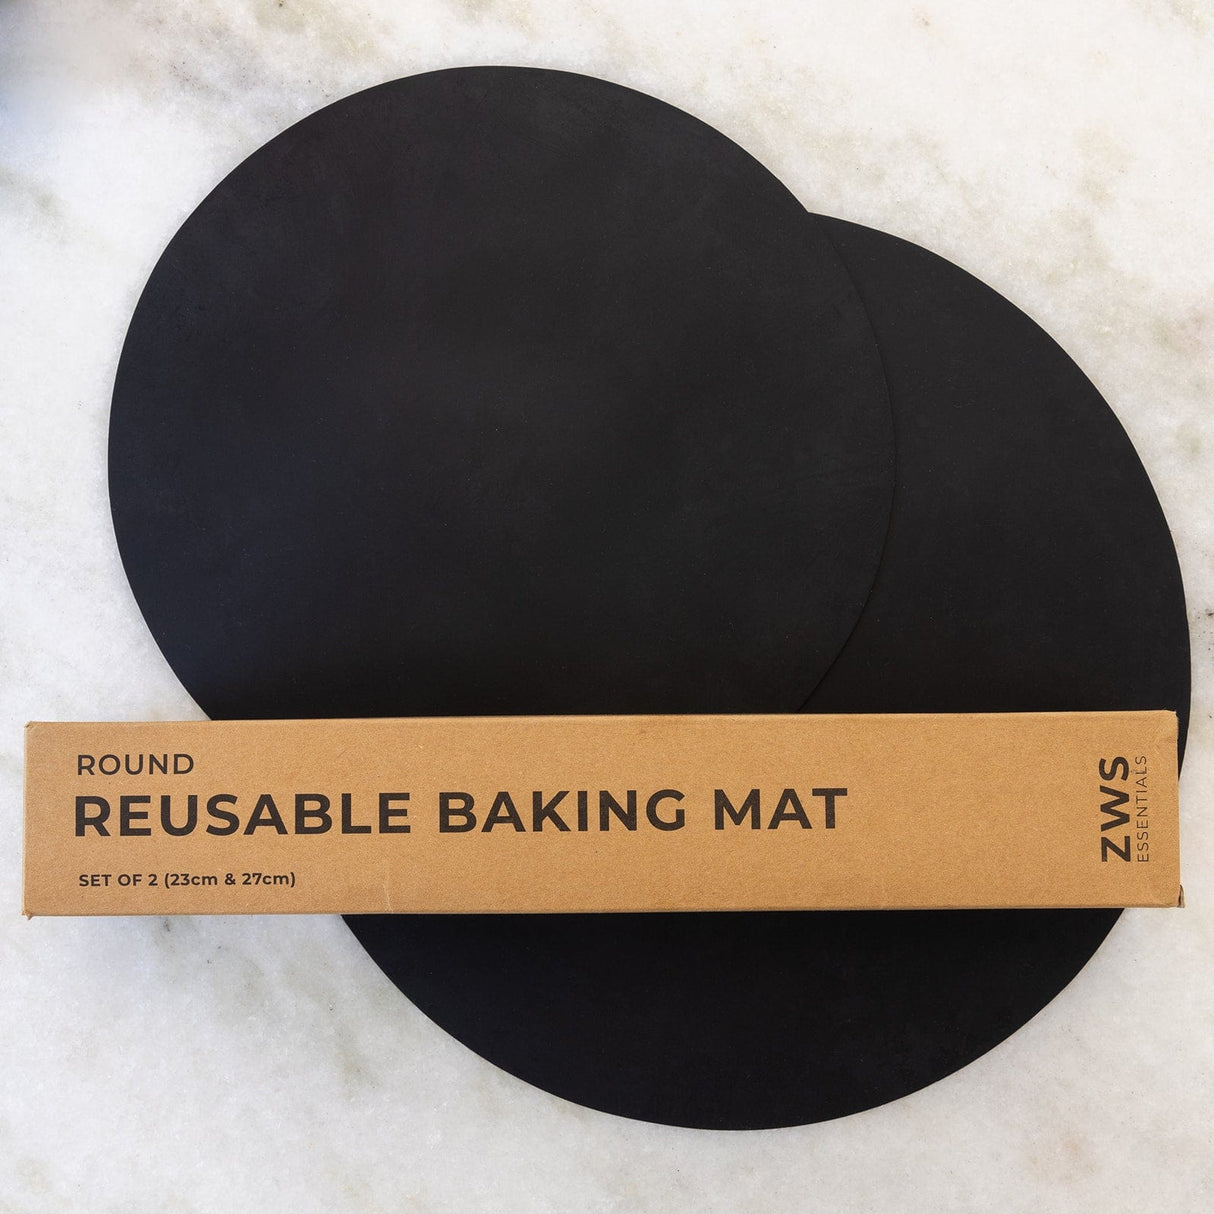 ROUND
REUSABLE BAKING MAT
SET OF 2 (23cm & 27cm)
ZWS
ESSENTIALS